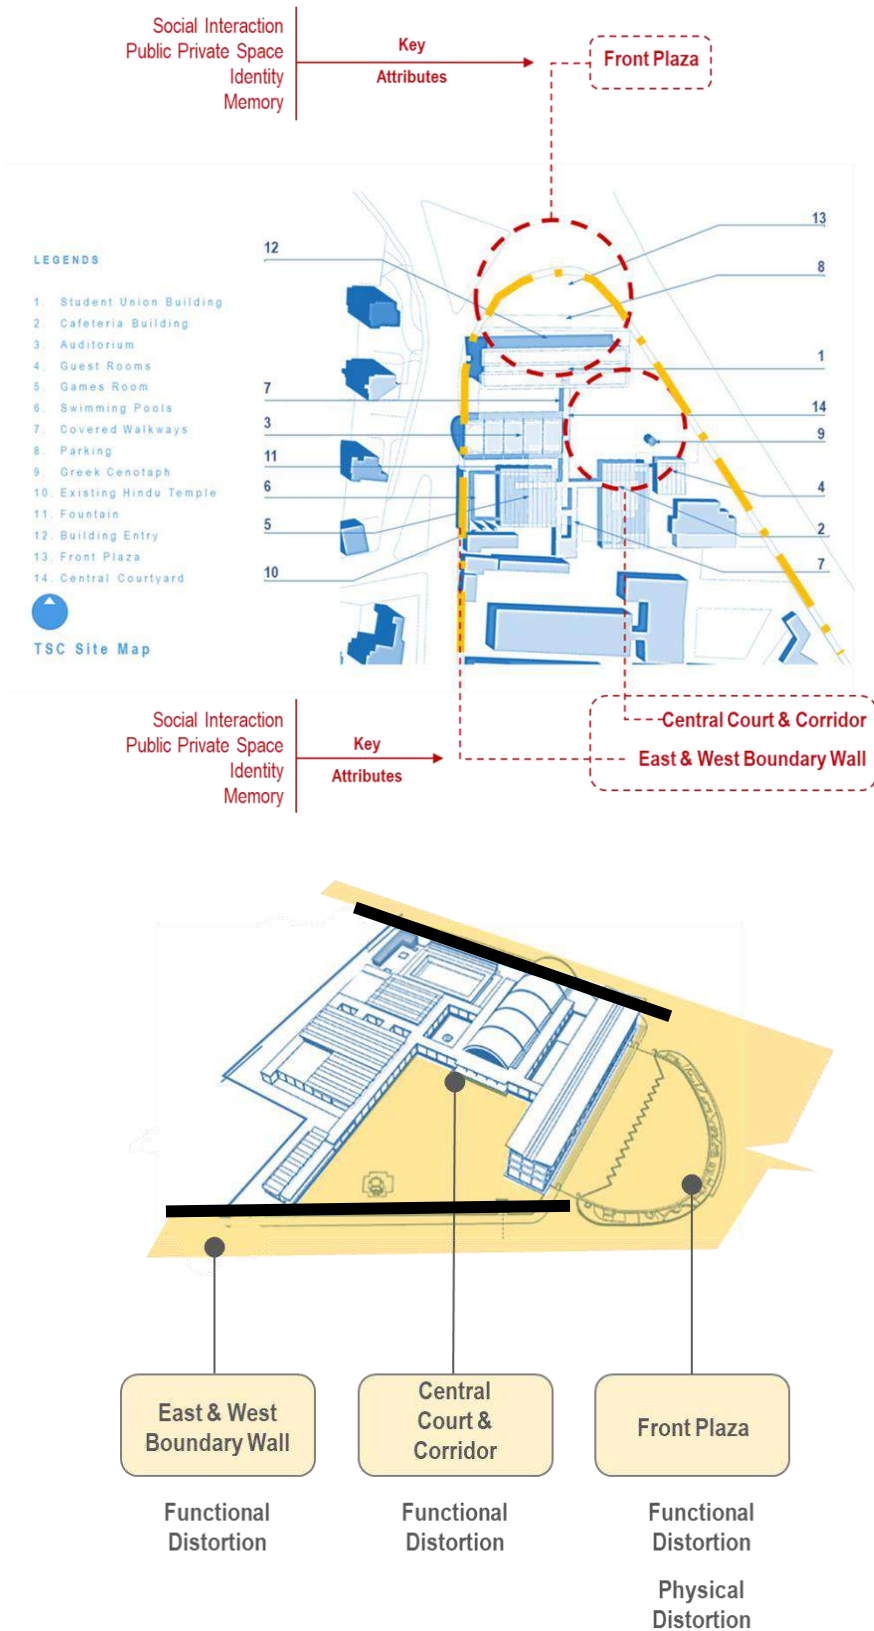 Social Interaction
Public Private Space
Identity
Memory
Key
Attributes
Front Plaza
LEGENDS
1. Student Union Building
2. Cafeteria Building
3. Auditorium
4. Guest Rooms
5. Games Room
6. Swimming Pools
7. Covered Walkways
8. Parking
9. Greek Cenotaph
10. Existing Hindu Temple
11. Fountain
12. Building Entry
13. Front Plaza
14. Central Courtyard
TSC Site Map
12
7
3
11
6
5
10
13
8
1
14
9
4
2
7
Social Interaction
Public Private Space
Identity
Memory
Key
Attributes
Central Court & Corridor
East & West Boundary Wall
East & West
Boundary Wall
Central
Court &
Corridor
Front Plaza
Functional
Distortion
Functional
Distortion
Functional
Distortion
Physical
Distortion